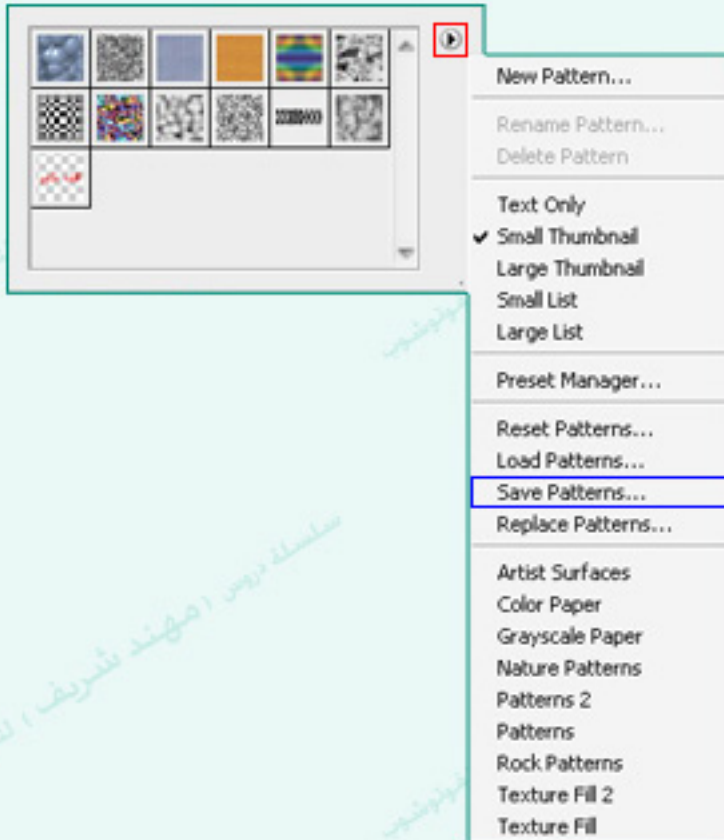 New Pattern...
Rename Pattern...
Delete Pattern
Text Only
Small Thumbnail
Large Thumbnail
Small List
Large List
Preset Manager...
Reset Patterns...
Load Patterns...
Save Patterns...
Replace Patterns...
Artist Surfaces
Color Paper
Grayscale Paper
Nature Patterns
Patterns 2
Patterns
Rock Patterns
Texture Fill 2
Texture Fill
سلسلة دروس ( مهند شريف )